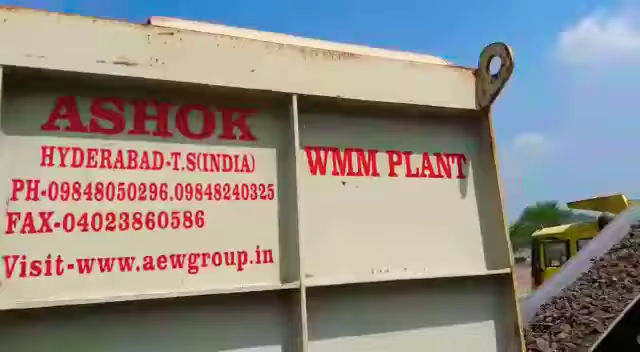 ASHOK
HYDERABAD-T.S(INDIA)
PH-09848050296,09848240325
FAX-04023860586
Visit-www.aewgroup.in
WMM PLANT